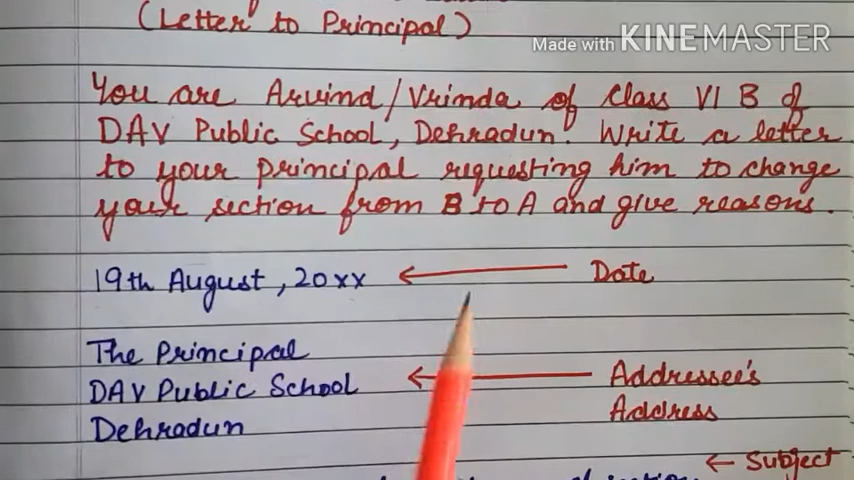 (Letter to Principal)
Made with KINEMASTER
You are Arvind/Vrinda of Class VI B of
DAV Public School, Dehradun. Write a letter
to your principal requesting him to change
your section from B to A and give reasons.
19th August, 20xx ← Date
The Principal
DAV Public School ← Addressee's
Dehradun Address
← Subject